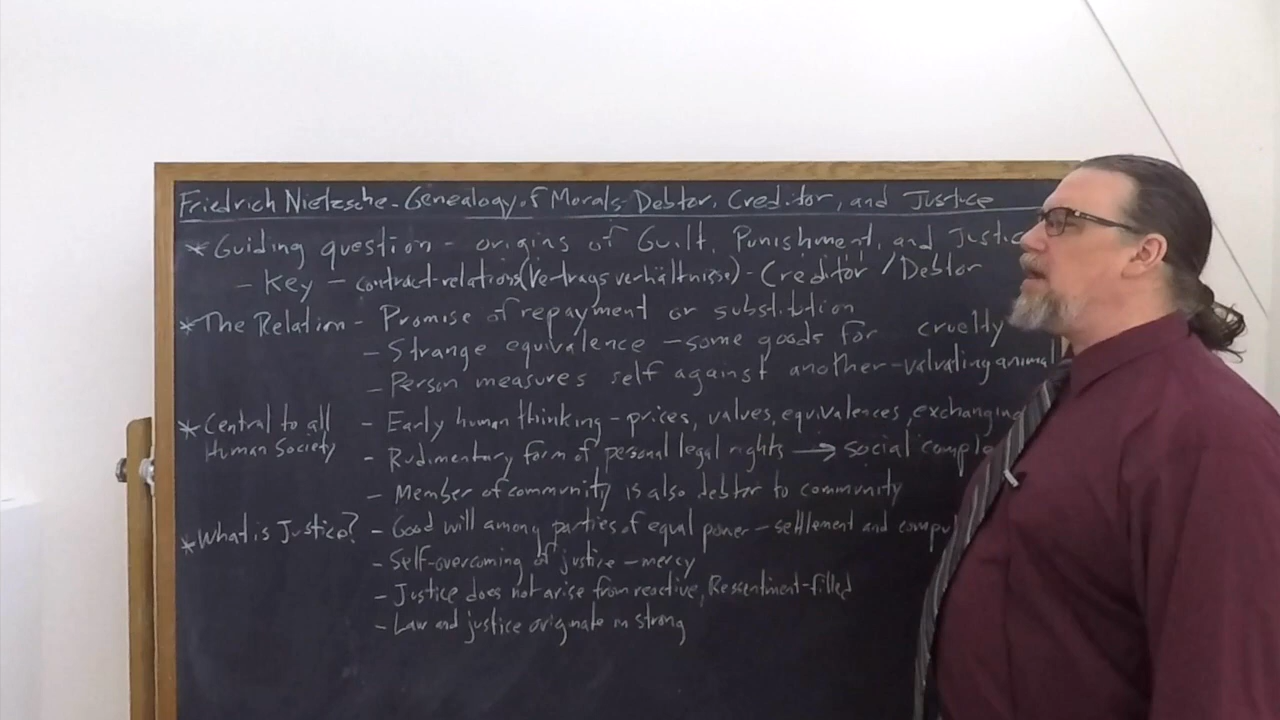 Friedrich Nietzsche - Genealogy of Morals - Debtor, Creditor, and Justice
* Guiding question - origins of Guilt, Punishment, and Justic
- Key - contract-relations (Vertragsverhältnisse) - Creditor / Debtor
* The Relation - Promise of repayment or substitution
- Strange equivalence - some goods for cruelty
- Person measures self against another - valuating animal
* Central to all Human Society
- Early human thinking - prices, values, equivalences, exchanging
- Rudimentary form of personal legal rights → social comple
- Member of community is also debtor to community
* What is Justice? - Good will among parties of equal power - settlement and compu
- Self-overcoming of justice - mercy
- Justice does not arise from reactive, Ressentiment-filled
- Law and justice originate in strong